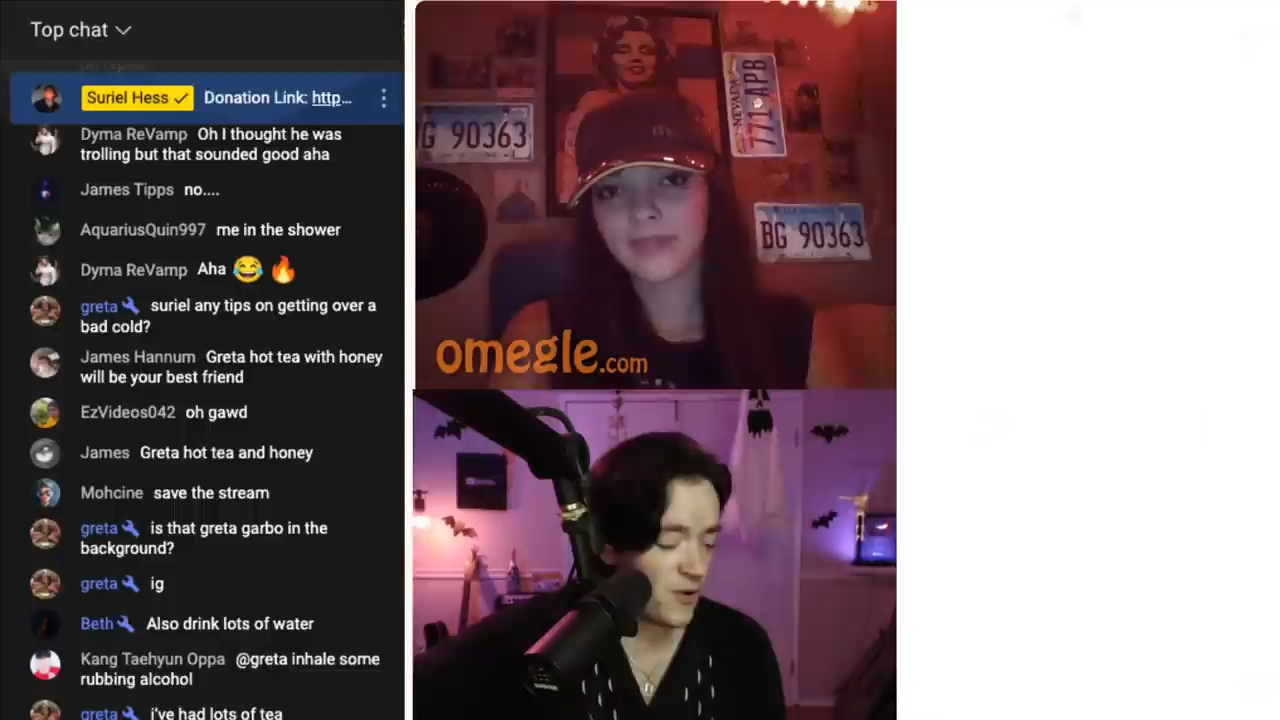 Top chat
Suriel Hess Donation Link: http...
Dyma ReVamp Oh I thought he was
trolling but that sounded good aha
James Tipps no....
AquariusQuin997 me in the shower
Dyma ReVamp Aha 😂 🔥
greta suriel any tips on getting over a
bad cold?
James Hannum Greta hot tea with honey
will be your best friend
EzVideos042 oh gawd
James Greta hot tea and honey
Mohcine save the stream
greta is that greta garbo in the
background?
greta ig
Beth Also drink lots of water
Kang Taehyun Oppa @greta inhale some
rubbing alcohol
greta i've had lots of tea
G 90363
NEVADA
771 APB
BG 90363
omegle.com